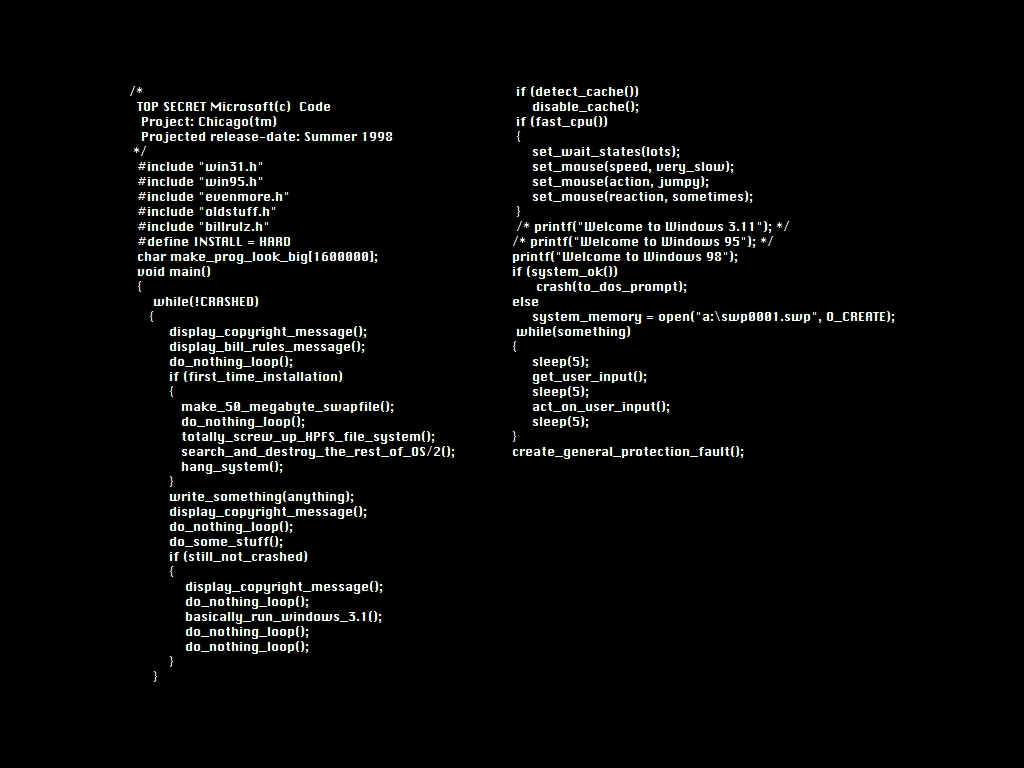 /*
TOP SECRET Microsoft(c)  Code
Project: Chicago(tm)
Projected release-date: Summer 1998
*/
#include "win31.h"
#include "win95.h"
#include "evenmore.h"
#include "oldstuff.h"
#include "billrulz.h"
#define INSTALL = HARD
char make_prog_look_big[1600000];
void main()
{
while(!CRASHED)
{
display_copyright_message();
display_bill_rules_message();
do_nothing_loop();
if (first_time_installation)
{
make_50_megabyte_swapfile();
do_nothing_loop();
totally_screw_up_HPFS_file_system();
search_and_destroy_the_rest_of_OS/2();
hang_system();
}
write_something(anything);
display_copyright_message();
do_nothing_loop();
do_some_stuff();
if (still_not_crashed)
{
display_copyright_message();
do_nothing_loop();
basically_run_windows_3.1();
do_nothing_loop();
do_nothing_loop();
}
}
if (detect_cache())
disable_cache();
if (fast_cpu())
{
set_wait_states(lots);
set_mouse(speed, very_slow);
set_mouse(action, jumpy);
set_mouse(reaction, sometimes);
}
/* printf("Welcome to Windows 3.11"); */
/* printf("Welcome to Windows 95"); */
printf("Welcome to Windows 98");
if (system_ok())
crash(to_dos_prompt);
else
system_memory = open("a:\swp0001.swp", O_CREATE);
while(something)
{
sleep(5);
get_user_input();
sleep(5);
act_on_user_input();
sleep(5);
}
create_general_protection_fault();